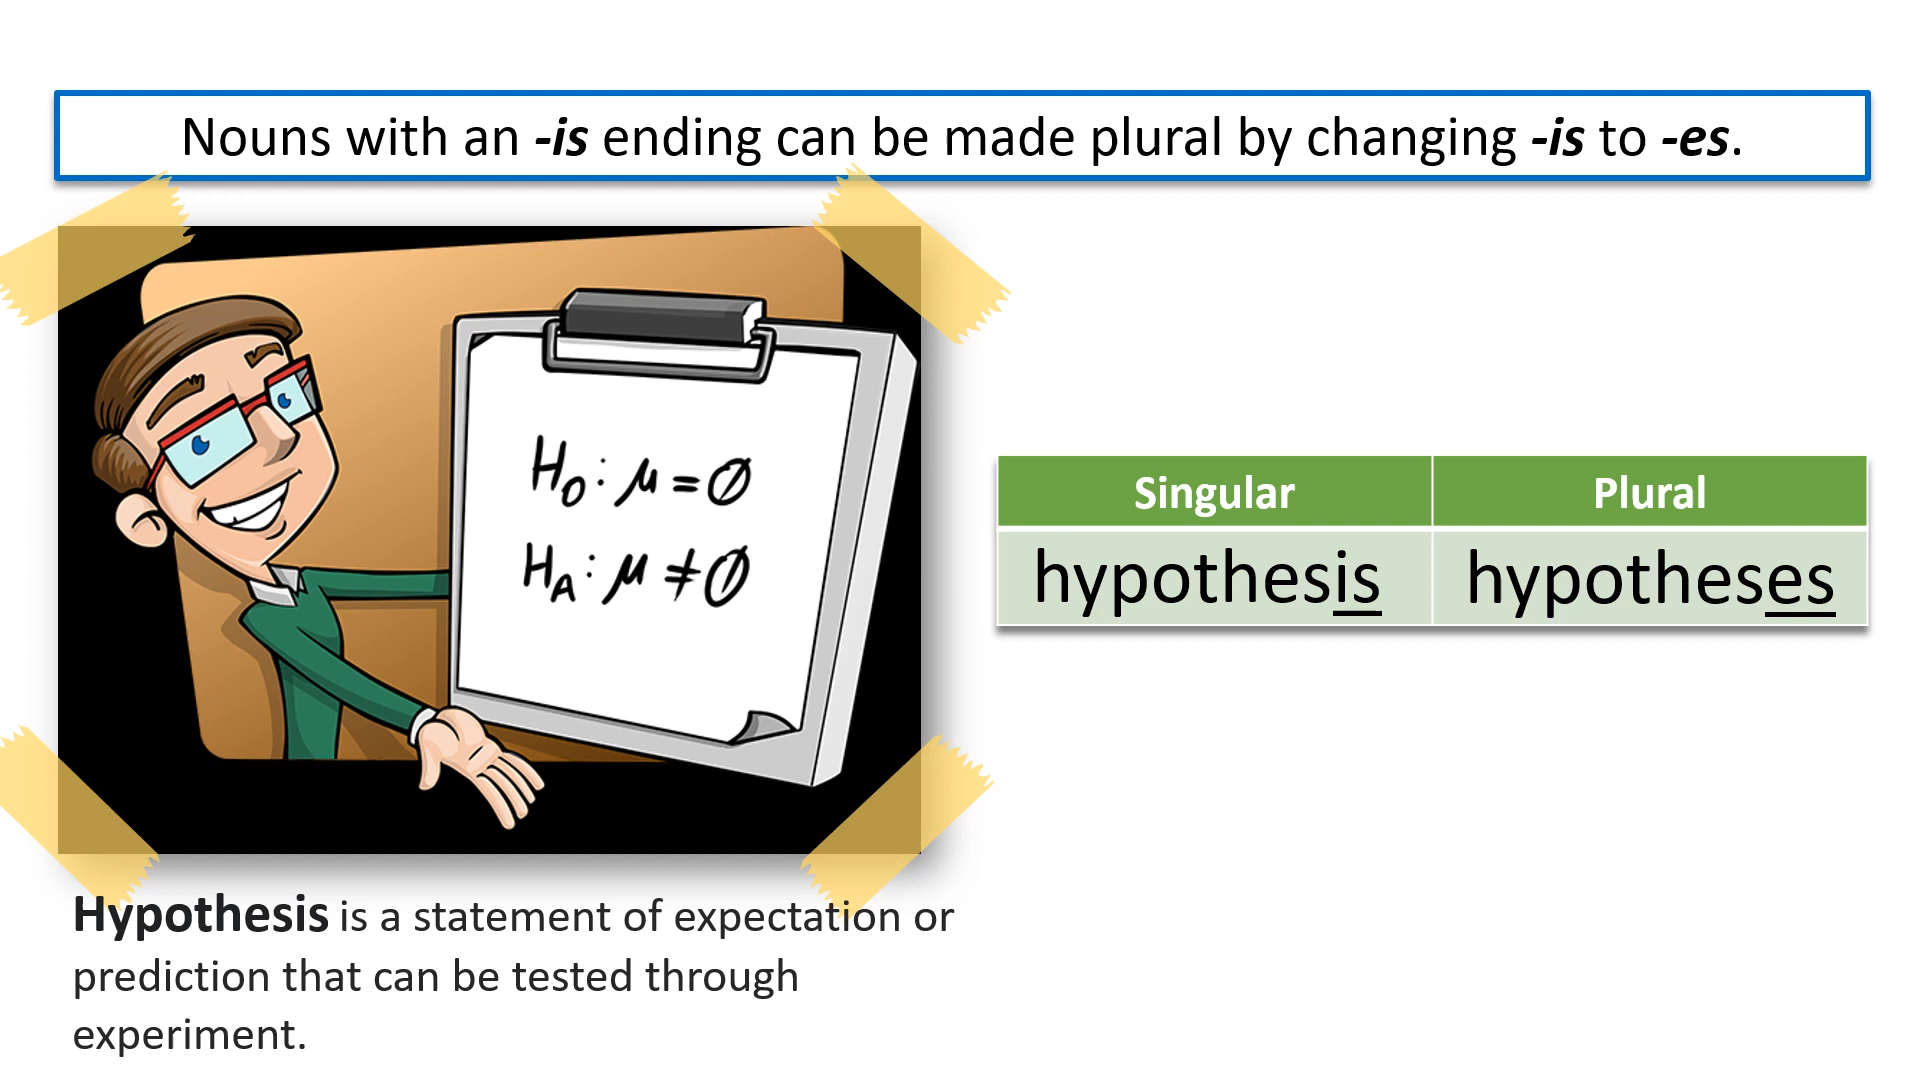 Nouns with an -is ending can be made plural by changing -is to -es.
H₀: μ = 0
Hₐ: μ ≠ 0
Singular Plural
hypothesis hypotheses
Hypothesis is a statement of expectation or
prediction that can be tested through
experiment.